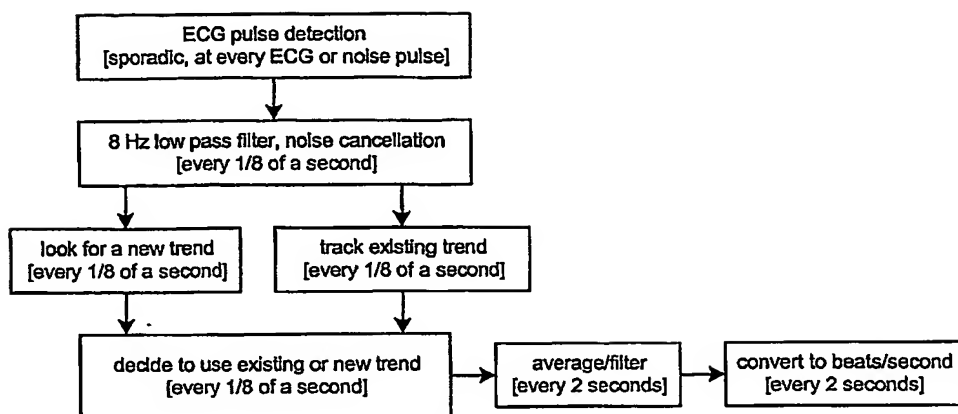 ECG pulse detection
[sporadic, at every ECG or noise pulse]
8 Hz low pass filter, noise cancellation
[every 1/8 of a second]
look for a new trend
[every 1/8 of a second]
track existing trend
[every 1/8 of a second]
decide to use existing or new trend
[every 1/8 of a second]
average/filter
[every 2 seconds]
convert to beats/second
[every 2 seconds]